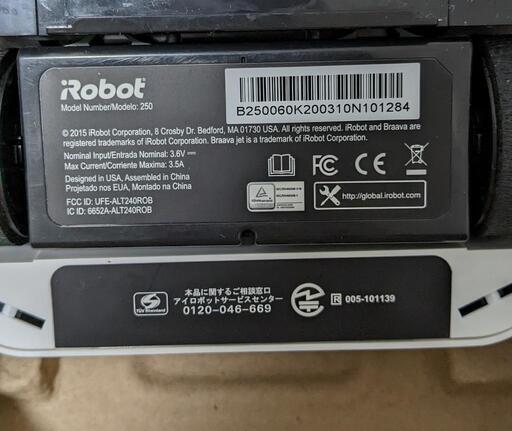 iRobot®
Model Number/Modelo: 250
B250060K200310N101284
© 2015 iRobot Corporation, 8 Crosby Dr. Bedford, MA 01730 USA. All rights reserved. iRobot and Braava are
registered trademarks of iRobot Corporation. Braava jet is a trademark of iRobot Corporation.
Nominal Input/Entrada Nominal: 3.6V⎓
Max Current/Corriente Maxima: 3.5A
Designed in USA, Assembled in China
Projetado nos EUA, Montado na China
FCC ID: UFE-ALT240ROB
IC ID: 6652A-ALT240ROB
FC CE
http://global.irobot.com
TÜV Rheinland
本品に関するご相談窓口
アイロボットサービスセンター
0120-046-669
R 005-101139